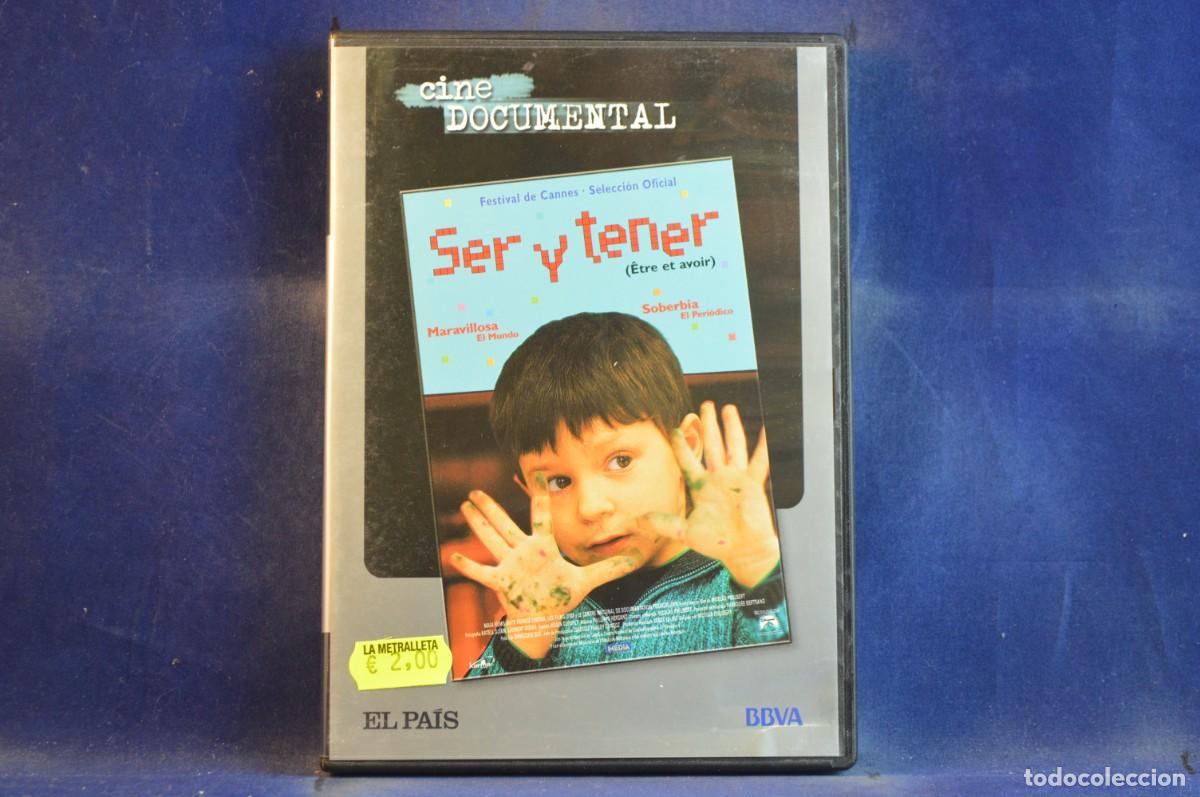 cine
DOCUMENTAL
Festival de Cannes · Selección Oficial
Ser y tener
(Être et avoir)
Maravillosa
El Mundo
Soberbia
El Periódico
MEDIA
LA METRALLETA
€ 2,00
EL PAÍS
BBVA
todocoleccion